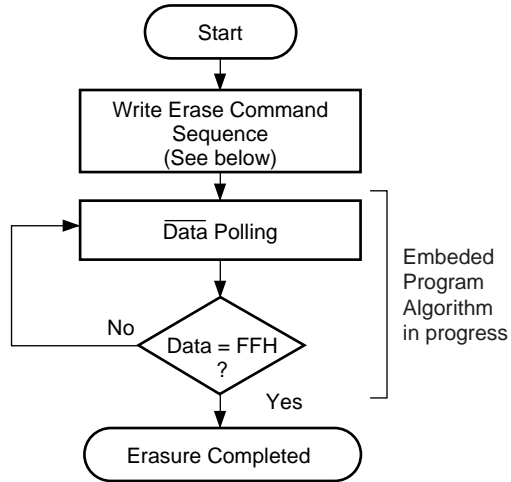 Start
Write Erase Command
Sequence
(See below)
Data Polling
Embeded
Program
Algorithm
in progress
No
Data = FFH
?
Yes
Erasure Completed